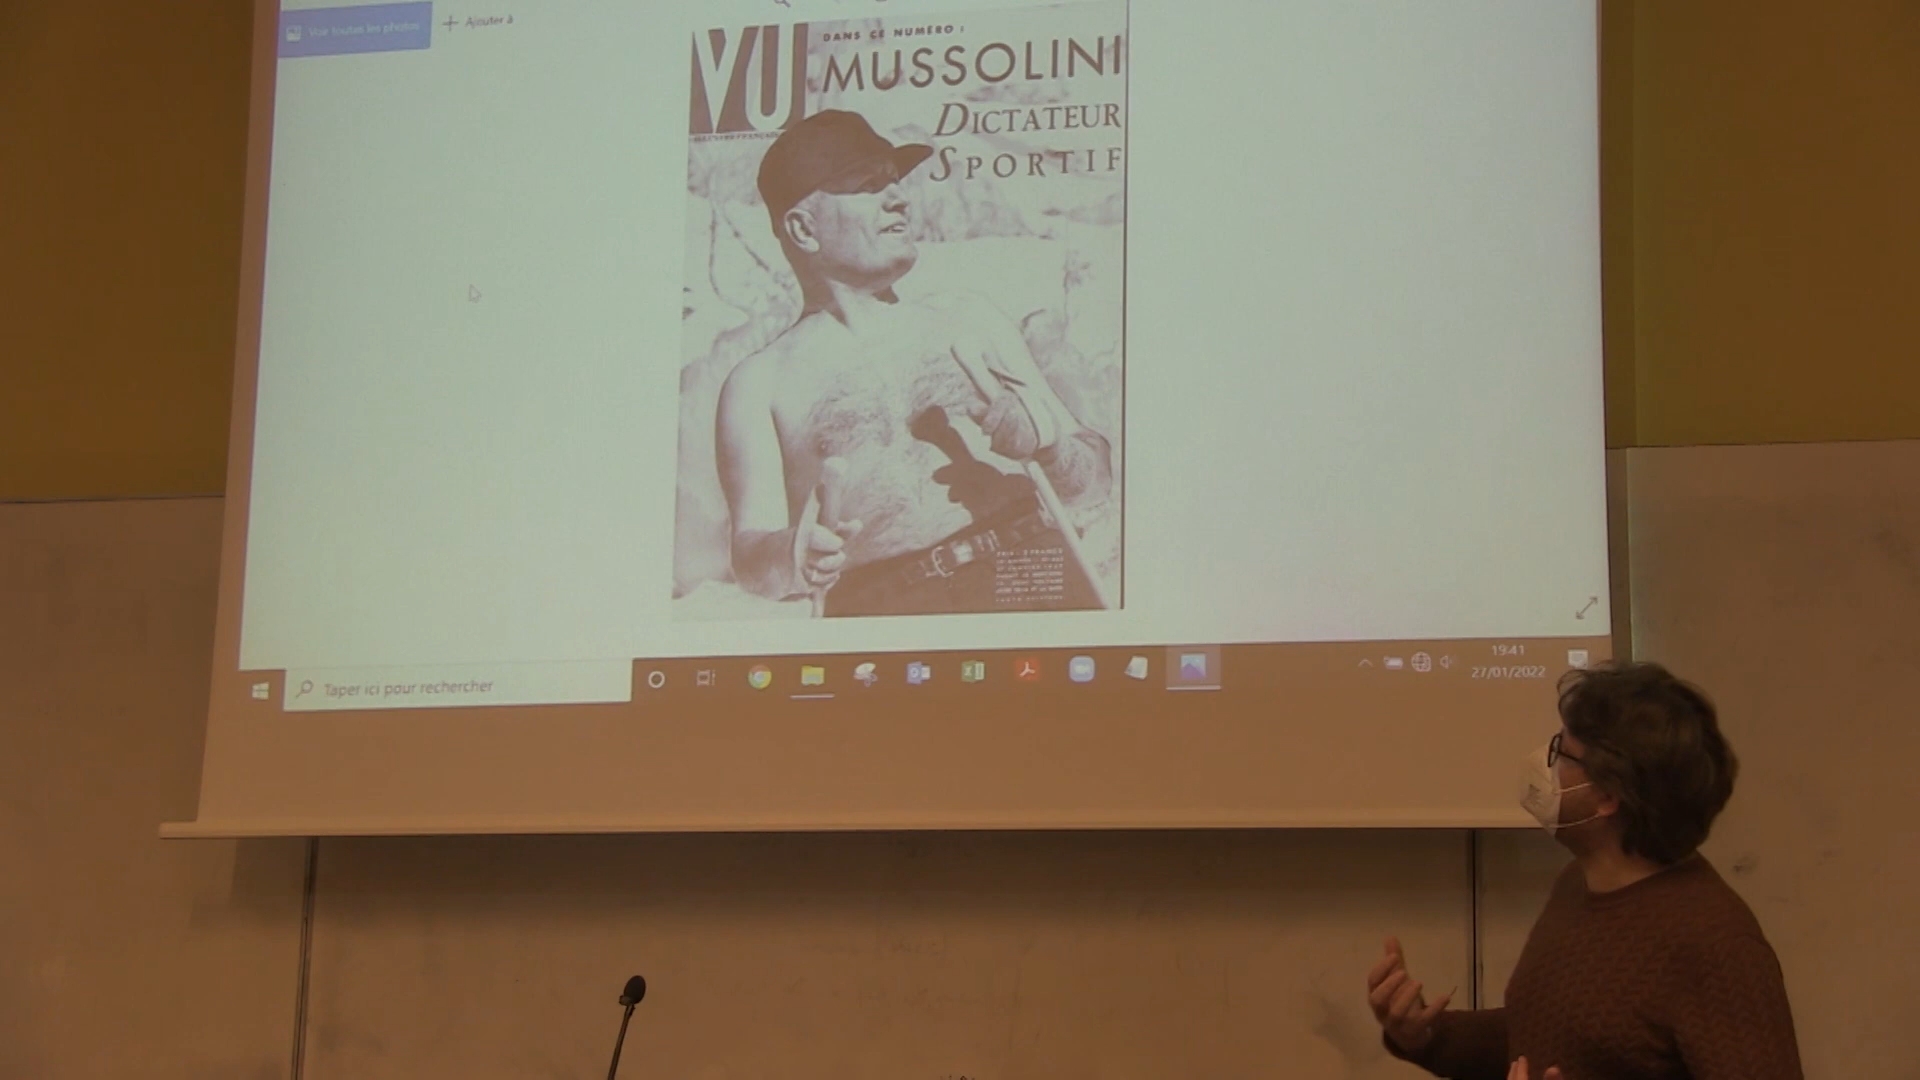 Voir toutes les photos
Ajouter à
VU
DANS CE NUMÉRO :
MUSSOLINI
DICTATEUR
SPORTIF
Taper ici pour rechercher
19:41
27/01/2022